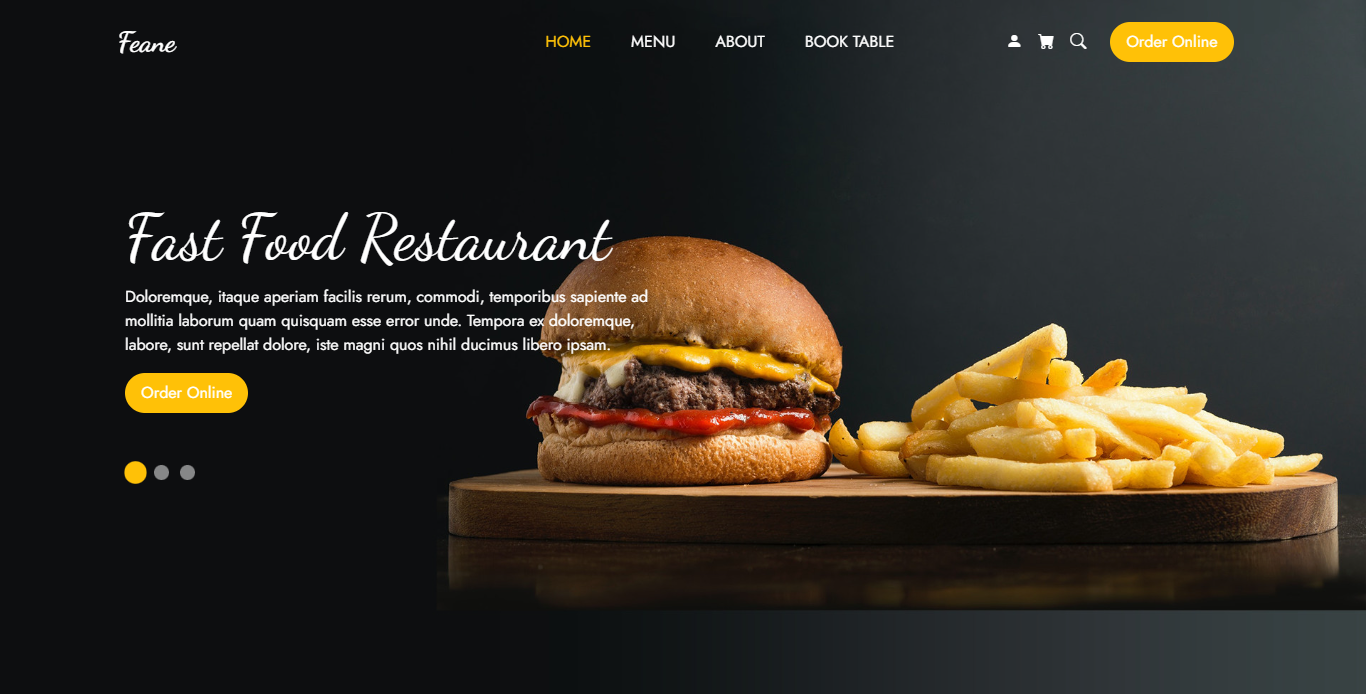 Feane
HOME MENU ABOUT BOOK TABLE Order Online
Fast Food Restaurant
Doloremque, itaque aperiam facilis rerum, commodi, temporibus sapiente ad
mollitia laborum quam quisquam esse error unde. Tempora ex doloremque,
labore, sunt repellat dolore, iste magni quos nihil ducimus libero ipsam.
Order Online